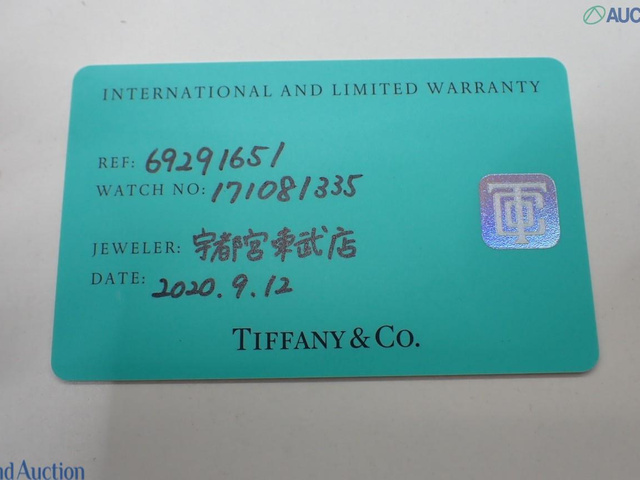 AUC
INTERNATIONAL AND LIMITED WARRANTY
REF: 69291651
WATCH NO: 171081335
JEWELER: 宇都宮東武店
DATE: 2020.9.12
TIFFANY & CO.
nd Auction